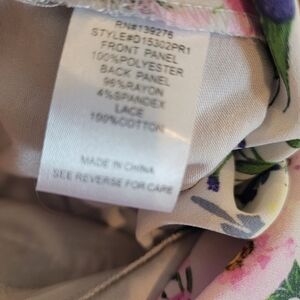 RN#139276
STYLE#D15302PR1
FRONT PANEL
100%POLYESTER
BACK PANEL
96%RAYON
4%SPANDEX
LACE
100%COTTON
MADE IN CHINA
SEE REVERSE FOR CARE